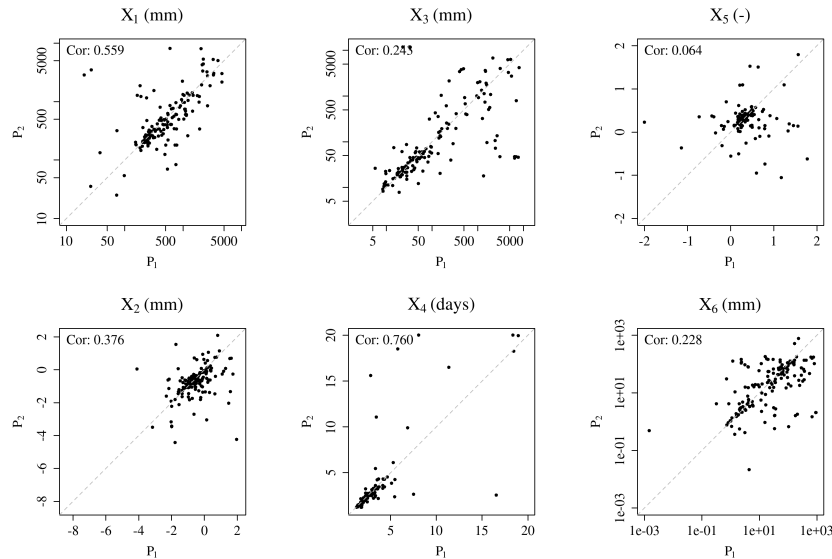 X1 (mm)
Cor: 0.559
P2
10 50 500 5000
10 50 500 5000
P1
X3 (mm)
Cor: 0.245
P2
5 50 500 5000
5 50 500 5000
P1
X5 (-)
Cor: 0.064
P2
-2 -1 0 1 2
-2 -1 0 1 2
P1
X2 (mm)
Cor: 0.376
P2
-8 -6 -4 -2 0 2
-8 -6 -4 -2 0 2
P1
X4 (days)
Cor: 0.760
P2
5 10 15 20
5 10 15 20
P1
X6 (mm)
Cor: 0.228
P2
1e-03 1e-01 1e+01 1e+03
1e-03 1e-01 1e+01 1e+03
P1